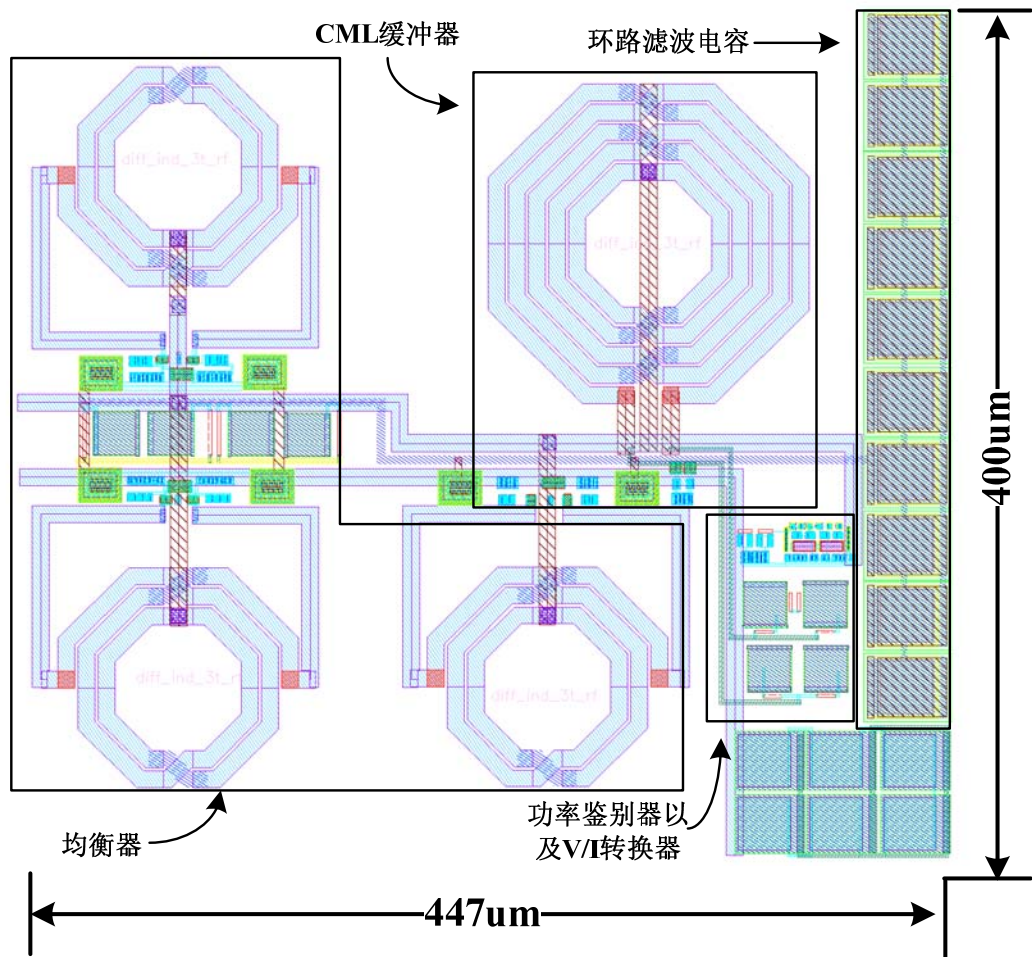 CML缓冲器
环路滤波电容
diff_ind_3t_rf
diff_ind_3t_rf
400um
diff_ind_3t_r
diff_ind_3t_rf
均衡器
功率鉴别器以
及V/I转换器
447um